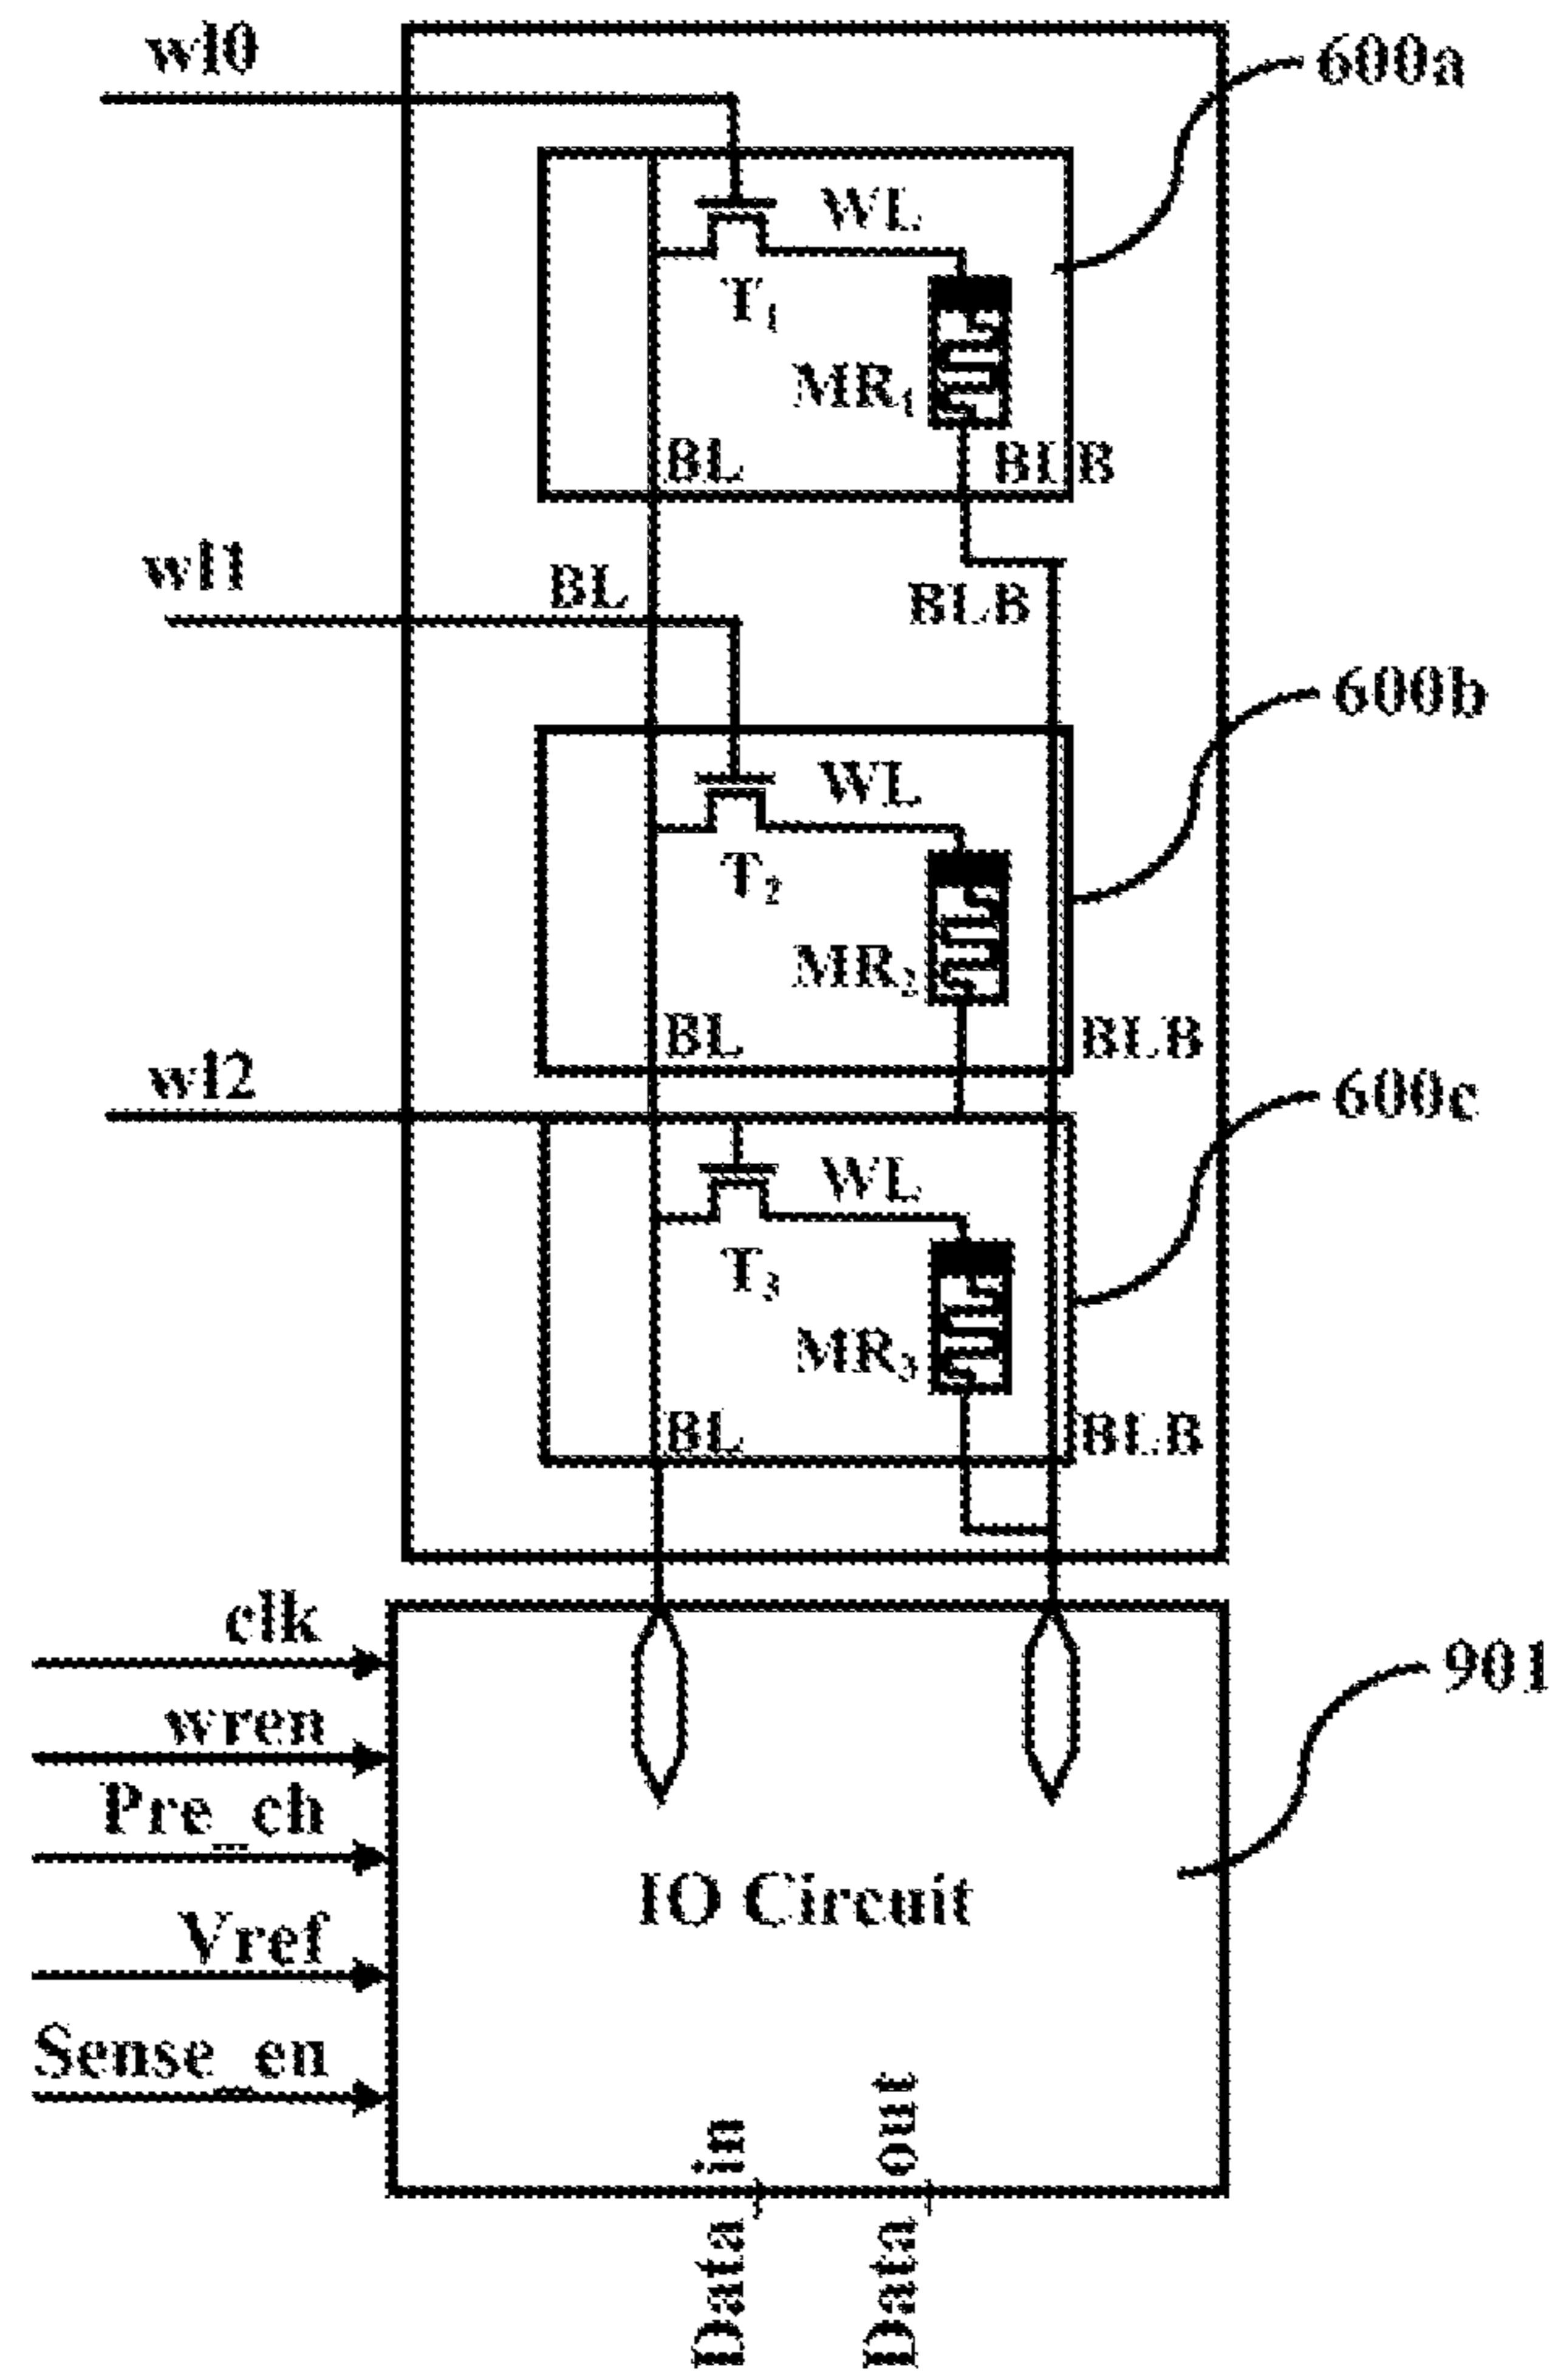 wl0
600a
WL
T1
MR1
BL
BLB
wl1
BL
BLB
600b
WL
T2
MR2
BL
BLB
wl2
600c
WL
T3
MR3
BL
BLB
clk
wren
901
Pre_ch
IO Circuit
Vref
Sense_en
Data_in
Data_out